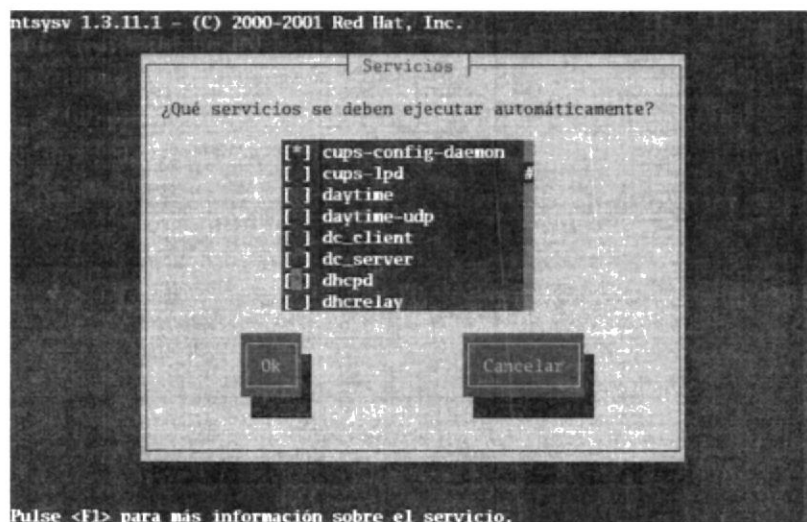 ntsysv 1.3.11.1 - (C) 2000-2001 Red Hat, Inc.
Servicios
¿Qué servicios se deben ejecutar automáticamente?
[*] cups-config-daemon
[ ] cups-lpd #
[ ] daytime
[ ] daytime-udp
[ ] dc_client
[ ] dc_server
[ ] dhcpd
[ ] dhcrelay
Ok Cancelar
Pulse <F1> para más información sobre el servicio.